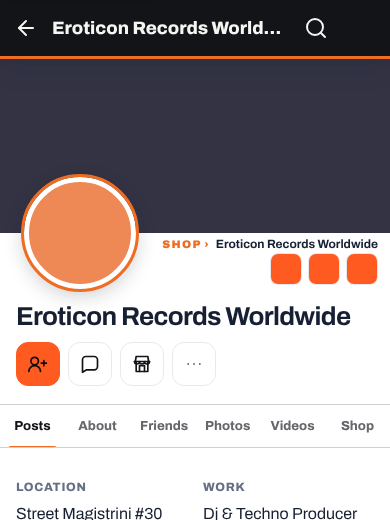 Eroticon Records World...
SHOP › Eroticon Records Worldwide
Eroticon Records Worldwide
Posts About Friends Photos Videos Shop
LOCATION WORK
Street Magistrini #30 Dj & Techno Producer